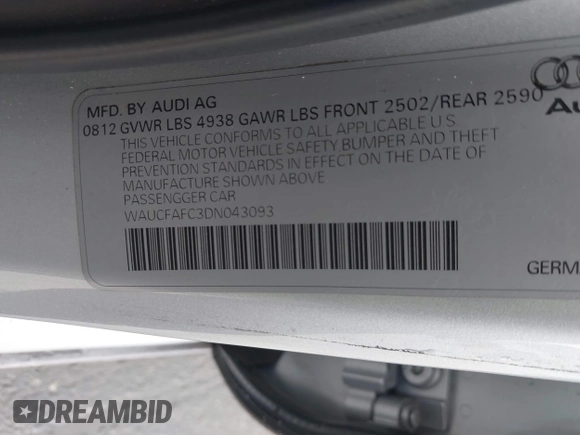 MFD. BY AUDI AG
0812 GVWR LBS 4938 GAWR LBS FRONT 2502/REAR 2590
THIS VEHICLE CONFORMS TO ALL APPLICABLE U.S
FEDERAL MOTOR VEHICLE SAFETY BUMPER AND THEFT
PREVENTION STANDARDS IN EFFECT ON THE DATE OF
MANUFACTURE SHOWN ABOVE
PASSENGGER CAR
WAUCFAFC3DN043093
Au
GERMA
DREAMBID